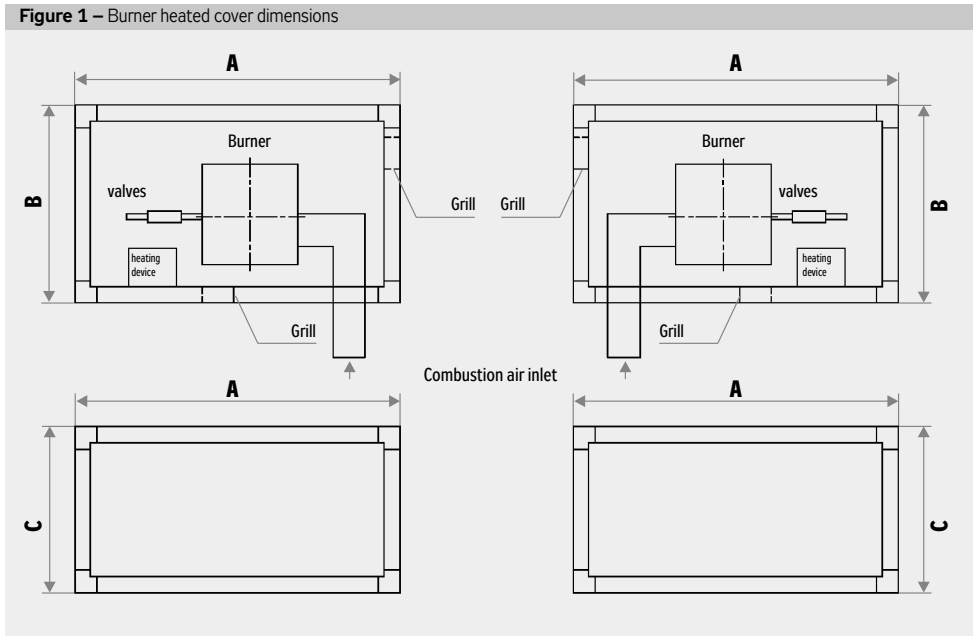 Figure 1 – Burner heated cover dimensions
A
A
B
Burner
valves
heating
device
Grill
Grill
Grill
Burner
valves
heating
device
Grill
B
Combustion air inlet
A
A
C
C